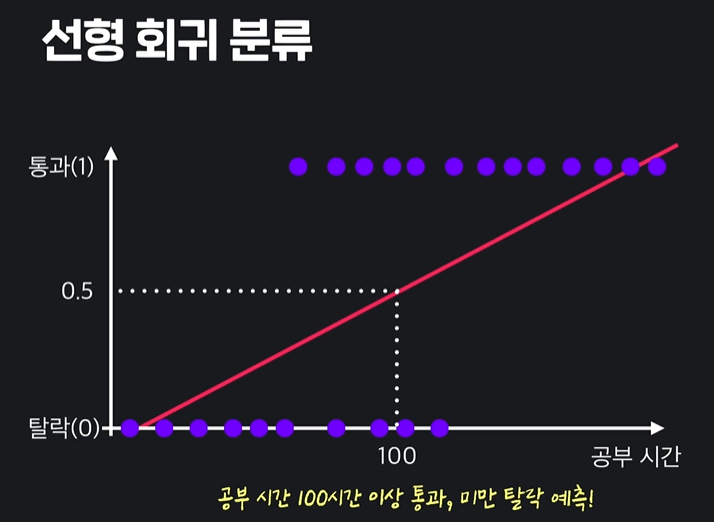 선형 회귀 분류
통과(1)
0.5
탈락(0)
100
공부 시간
공부 시간 100시간 이상 통과, 미만 탈락 예측!